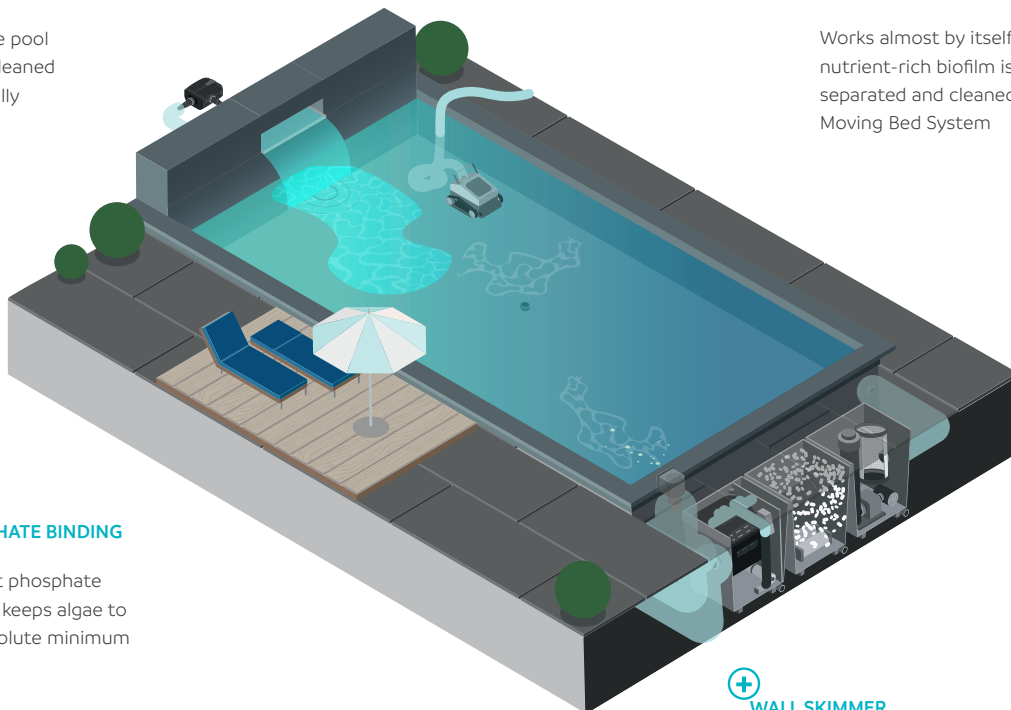 pool
leaned
lly
Works almost by itself
nutrient-rich biofilm is
separated and cleaned
Moving Bed System
HATE BINDING
t phosphate
keeps algae to
olute minimum
WALL SKIMMER